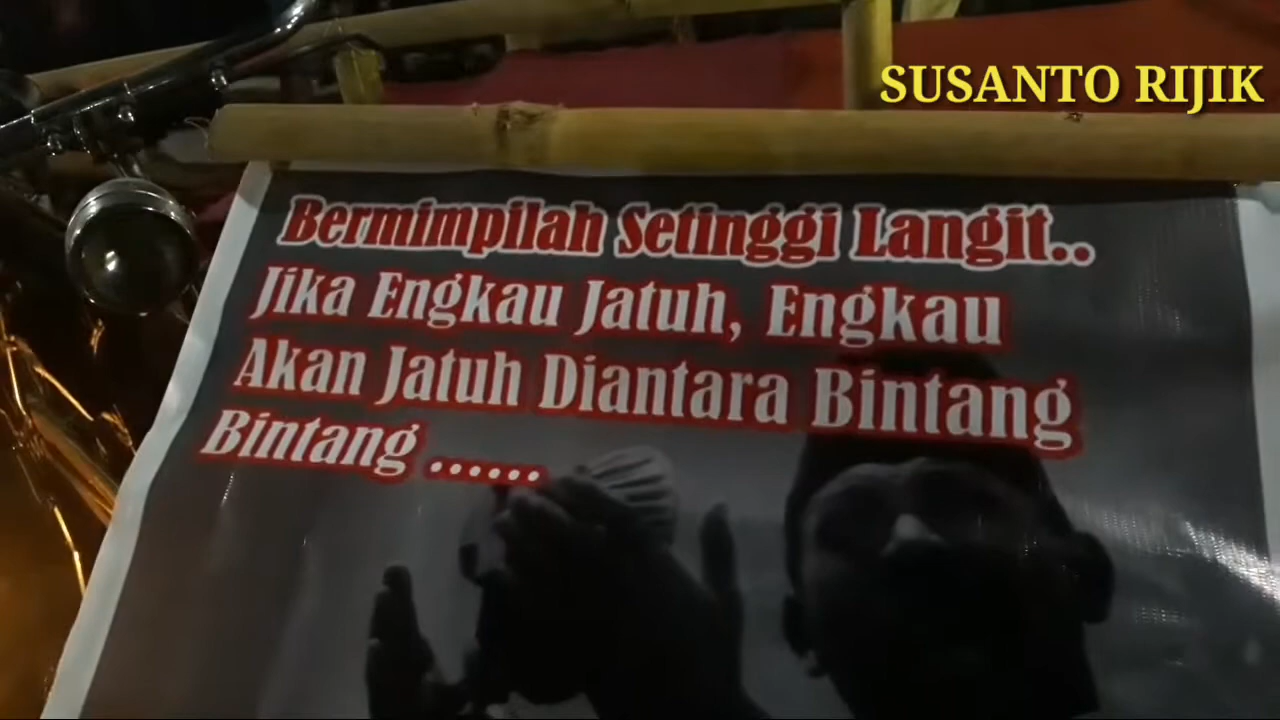 SUSANTO RIJIK
Bermimpilah Setinggi Langit..
Jika Engkau Jatuh, Engkau
Akan Jatuh Diantara Bintang
Bintang ......